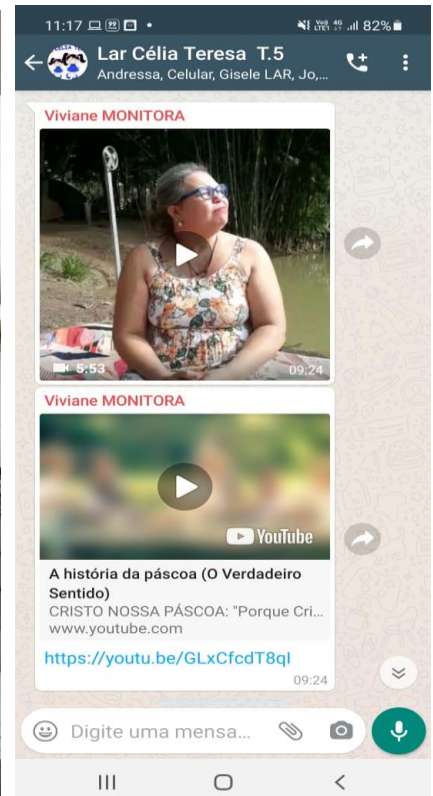 11:17 82%
Lar Célia Teresa T.5
Andressa, Celular, Gisele LAR, Jo,...
Viviane MONITORA
5:53 09:24
Viviane MONITORA
YouTube
A história da páscoa (O Verdadeiro
Sentido)
CRISTO NOSSA PÁSCOA: "Porque Cri...
www.youtube.com
https://youtu.be/GLxCfcdT8qI
09:24
Digite uma mensa...